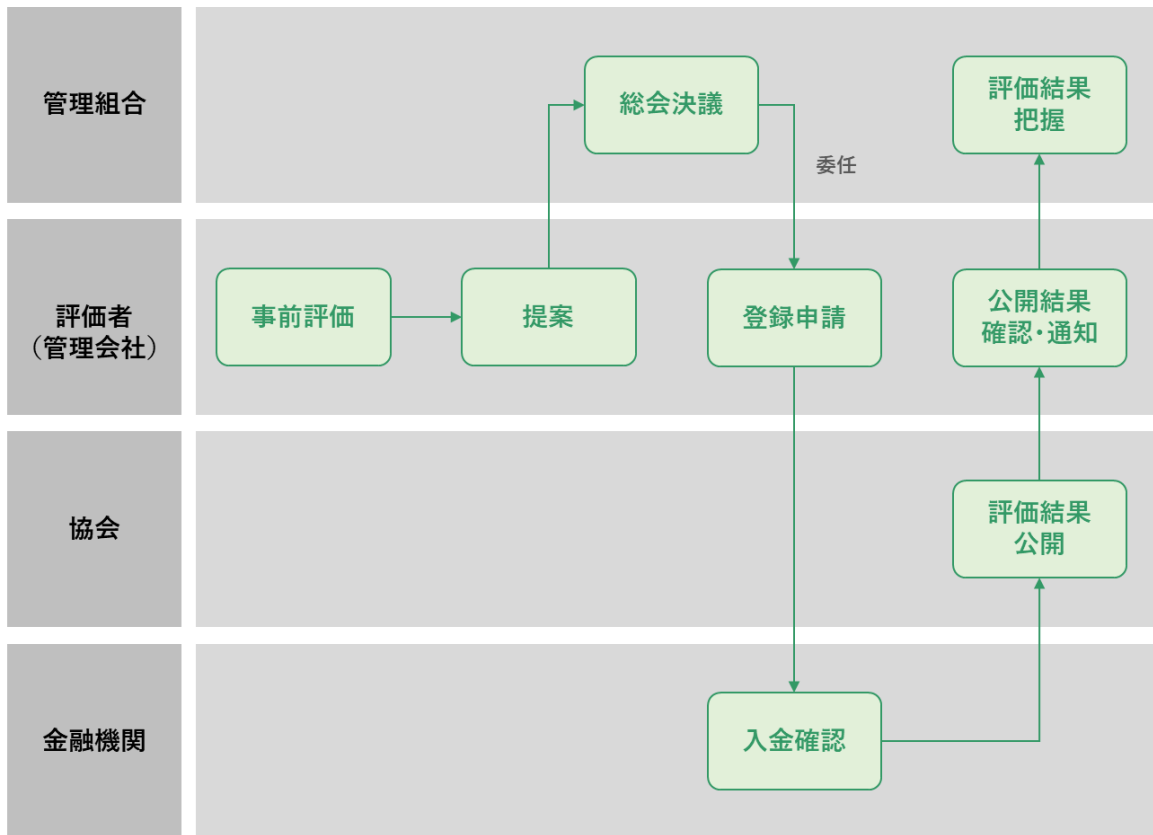 管理組合
総会決議
評価結果
把握
委任
評価者
（管理会社）
事前評価
提案
登録申請
公開結果
確認・通知
協会
評価結果
公開
金融機関
入金確認